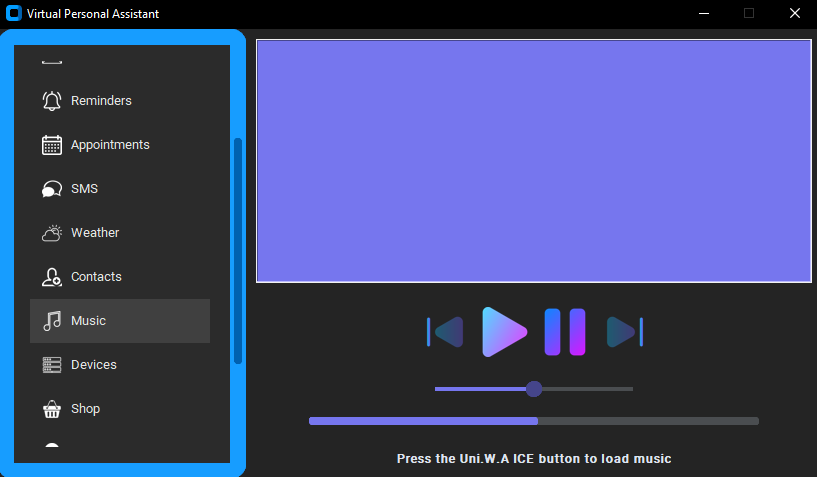 Virtual Personal Assistant
Reminders
Appointments
SMS
Weather
Contacts
Music
Devices
Shop
Press the Uni.W.A ICE button to load music